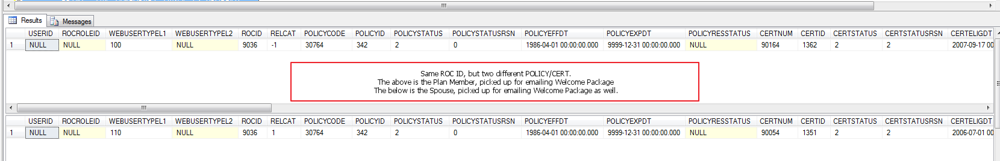 Results Messages
USERID ROCROLEID WEBUSERTYPEL1 WEBUSERTYPEL2 ROCID RELCAT POLICYCODE POLICYID POLICYSTATUS POLICYSTATUSRSN POLICYEFFDT POLICYEXPDT POLICYRESSTATUS CERTNUM CERTID CERTSTATUS CERTSTATUSRSN CERTELIGDT
1 NULL NULL 100 NULL 9036 -1 30764 342 2 0 1986-04-01 00:00:00.000 9999-12-31 00:00:00.000 NULL 90164 1362 2 2 2007-09-17 00
Same ROC ID, but two different POLICY/CERT.
The above is the Plan Member, picked up for emailing Welcome Package
The below is the Spouse, picked up for emailing Welcome Package as well.
USERID ROCROLEID WEBUSERTYPEL1 WEBUSERTYPEL2 ROCID RELCAT POLICYCODE POLICYID POLICYSTATUS POLICYSTATUSRSN POLICYEFFDT POLICYEXPDT POLICYRESSTATUS CERTNUM CERTID CERTSTATUS CERTSTATUSRSN CERTELIGDT
1 NULL NULL 110 NULL 9036 1 30764 342 2 0 1986-04-01 00:00:00.000 9999-12-31 00:00:00.000 NULL 90054 1351 2 2 2006-07-01 00